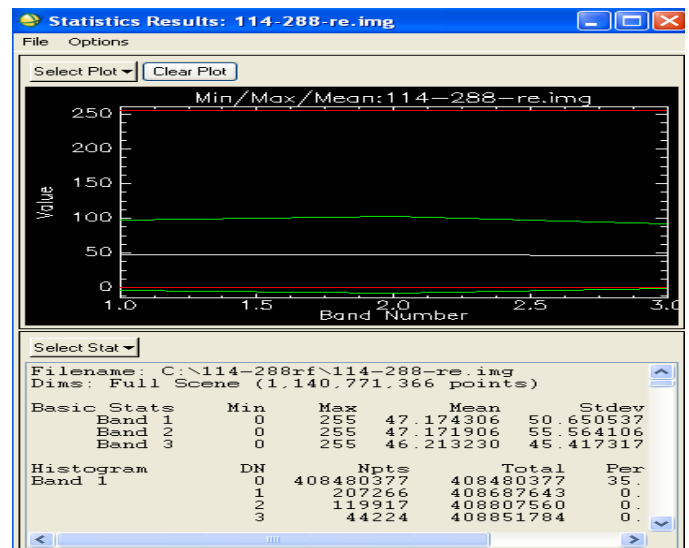 Statistics Results: 114-288-re.img
File Options
Select Plot Clear Plot
Min/Max/Mean:114-288-re.img
250
200
150
100
50
0
Value
1.0 1.5 2.0 2.5 3.0
Band Number
Select Stat
Filename: C:\114-288rf\114-288-re.img
Dims: Full Scene (1,140,771,366 points)
Basic Stats Min Max Mean Stdev
Band 1 0 255 47.174306 50.650537
Band 2 0 255 47.171906 55.564106
Band 3 0 255 46.213230 45.417317
Histogram DN Npts Total Per
Band 1 0 408480377 408480377 35.
1 207266 408687643 0.
2 119917 408807560 0.
3 44224 408851784 0.